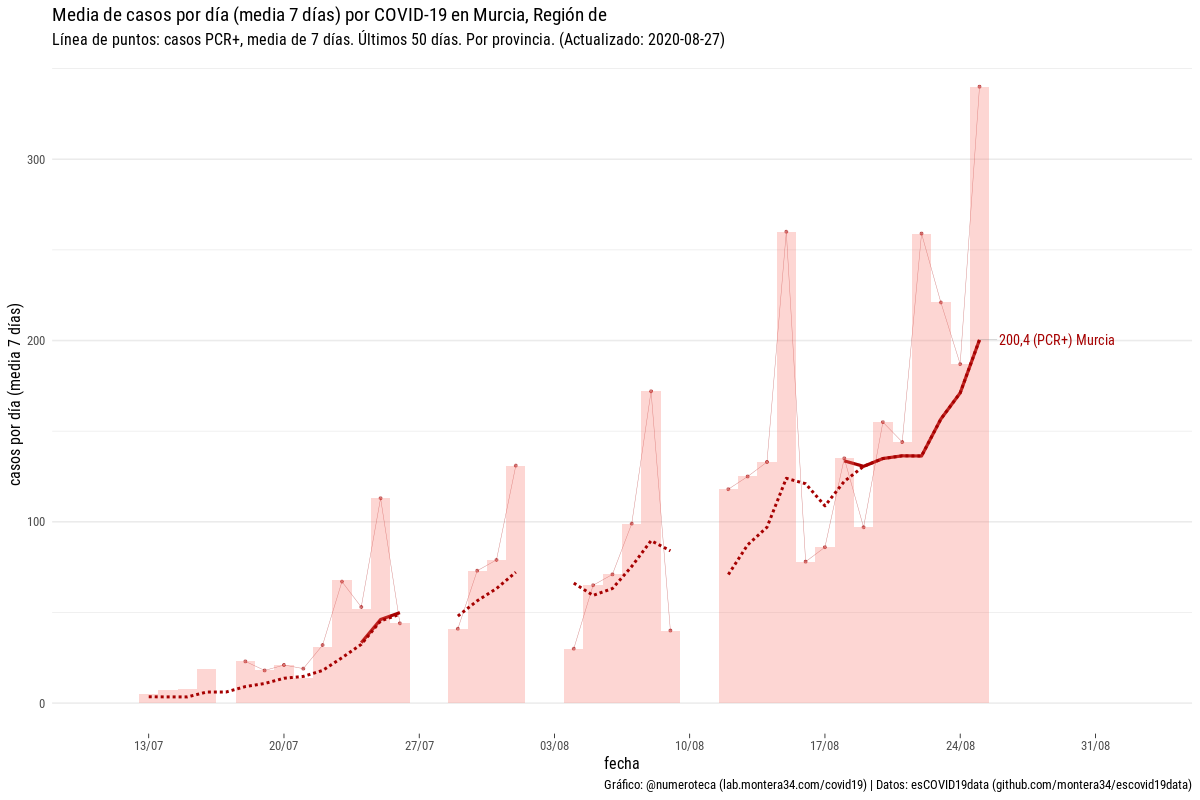 Media de casos por día (media 7 días) por COVID-19 en Murcia, Región de
Línea de puntos: casos PCR+, media de 7 días. Últimos 50 días. Por provincia. (Actualizado: 2020-08-27)
casos por día (media 7 días)
300
200
100
0
200,4 (PCR+) Murcia
13/07
20/07
27/07
03/08
10/08
17/08
24/08
31/08
fecha
Gráfico: @numeroteca (lab.montera34.com/covid19) | Datos: esCOVID19data (github.com/montera34/escovid19data)